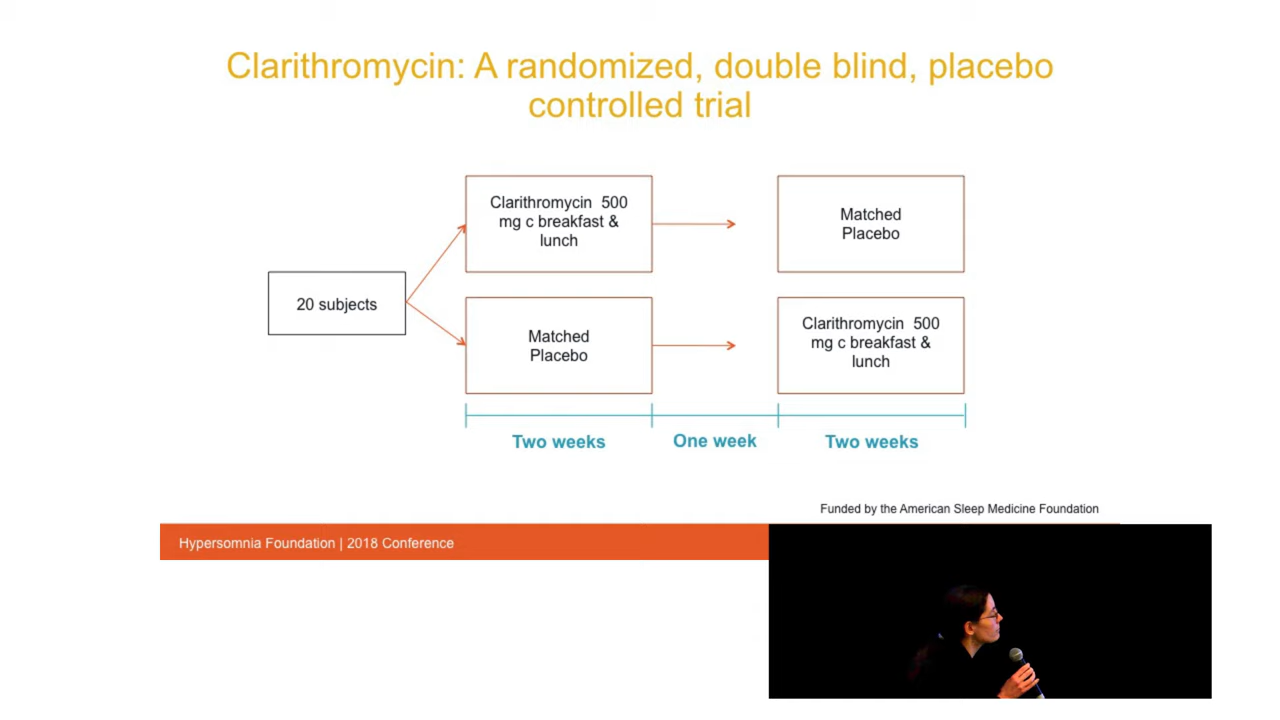 Clarithromycin: A randomized, double blind, placebo
controlled trial
20 subjects
Clarithromycin 500
mg c breakfast &
lunch
Matched
Placebo
Matched
Placebo
Clarithromycin 500
mg c breakfast &
lunch
Two weeks
One week
Two weeks
Funded by the American Sleep Medicine Foundation
Hypersomnia Foundation | 2018 Conference